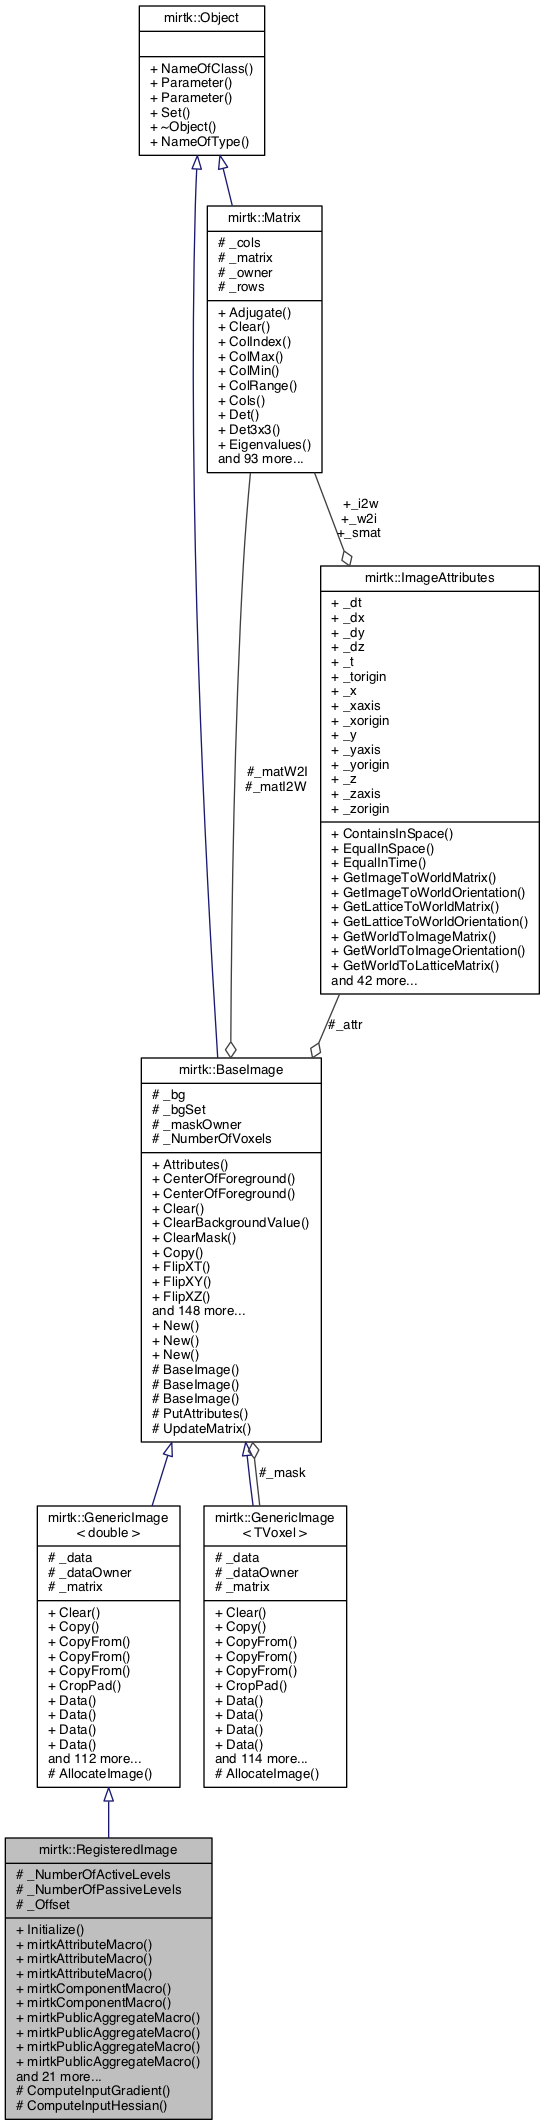 mirtk::Object
+ NameOfClass()
+ Parameter()
+ Parameter()
+ Set()
+ ~Object()
+ NameOfType()
mirtk::Matrix
# _cols
# _matrix
# _owner
# _rows
+ Adjugate()
+ Clear()
+ ColIndex()
+ ColMax()
+ ColMin()
+ ColRange()
+ Cols()
+ Det()
+ Det3x3()
+ Eigenvalues()
and 93 more...
+_i2w
+_w2i
+_smat
mirtk::ImageAttributes
+ _dt
+ _dx
+ _dy
+ _dz
+ _t
+ _torigin
+ _x
+ _xaxis
+ _xorigin
+ _y
+ _yaxis
+ _yorigin
+ _z
+ _zaxis
+ _zorigin
+ ContainsInSpace()
+ EqualInSpace()
+ EqualInTime()
+ GetImageToWorldMatrix()
+ GetImageToWorldOrientation()
+ GetLatticeToWorldMatrix()
+ GetLatticeToWorldOrientation()
+ GetWorldToImageMatrix()
+ GetWorldToImageOrientation()
+ GetWorldToLatticeMatrix()
and 42 more...
#_matW2I
#_matI2W
#_attr
mirtk::BaseImage
# _bg
# _bgSet
# _maskOwner
# _NumberOfVoxels
+ Attributes()
+ CenterOfForeground()
+ CenterOfForeground()
+ Clear()
+ ClearBackgroundValue()
+ ClearMask()
+ Copy()
+ FlipXT()
+ FlipXY()
+ FlipXZ()
and 148 more...
+ New()
+ New()
+ New()
# BaseImage()
# BaseImage()
# BaseImage()
# PutAttributes()
# UpdateMatrix()
#_mask
mirtk::GenericImage
< double >
# _data
# _dataOwner
# _matrix
+ Clear()
+ Copy()
+ CopyFrom()
+ CopyFrom()
+ CopyFrom()
+ CropPad()
+ Data()
+ Data()
+ Data()
+ Data()
and 112 more...
# AllocateImage()
mirtk::GenericImage
< TVoxel >
# _data
# _dataOwner
# _matrix
+ Clear()
+ Copy()
+ CopyFrom()
+ CopyFrom()
+ CopyFrom()
+ CropPad()
+ Data()
+ Data()
+ Data()
+ Data()
and 114 more...
# AllocateImage()
mirtk::RegisteredImage
# _NumberOfActiveLevels
# _NumberOfPassiveLevels
# _Offset
+ Initialize()
+ mirtkAttributeMacro()
+ mirtkAttributeMacro()
+ mirtkAttributeMacro()
+ mirtkComponentMacro()
+ mirtkComponentMacro()
+ mirtkPublicAggregateMacro()
+ mirtkPublicAggregateMacro()
+ mirtkPublicAggregateMacro()
+ mirtkPublicAggregateMacro()
and 21 more...
# ComputeInputGradient()
# ComputeInputHessian()